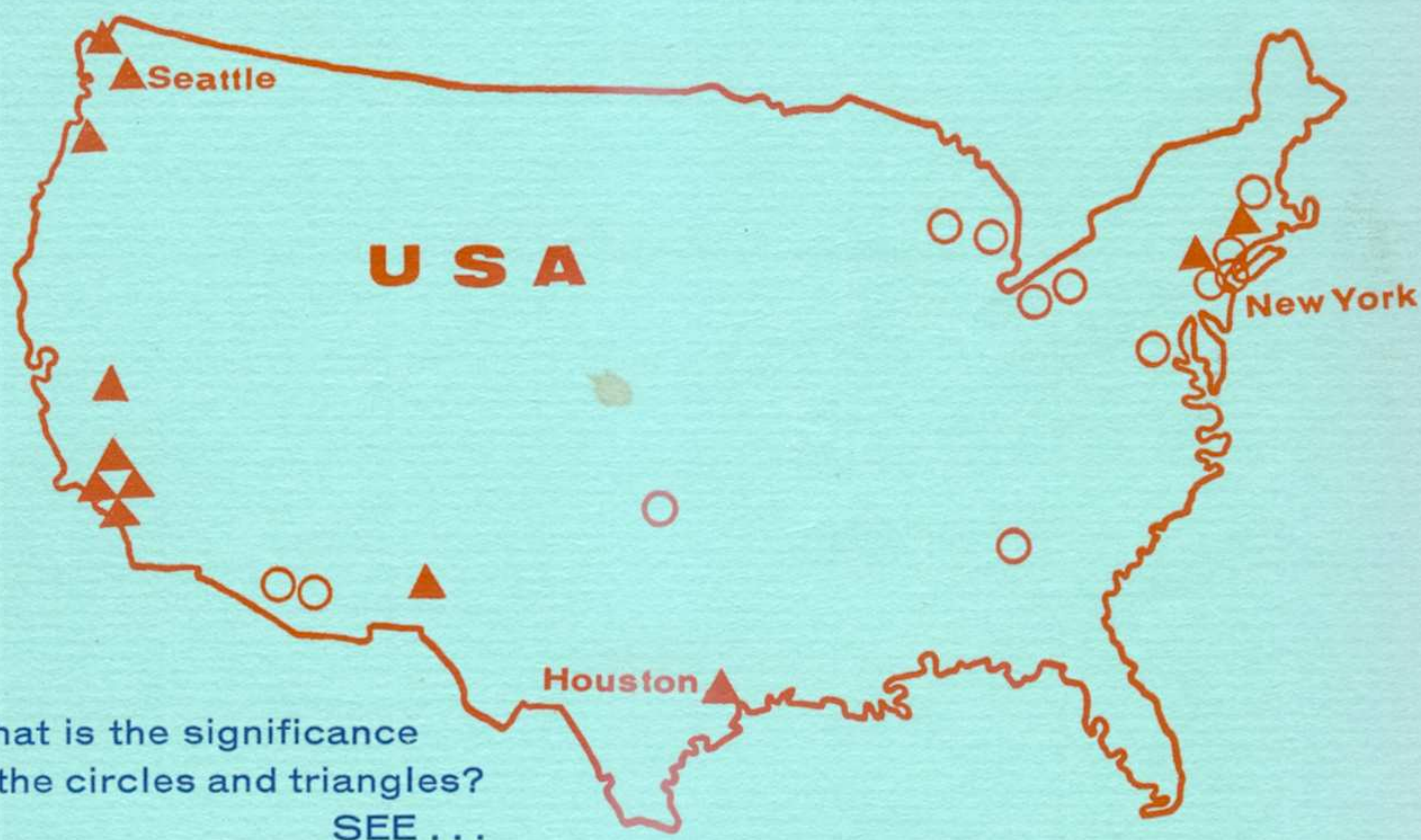 Seattle
USA
New York
Houston
hat is the significance
the circles and triangles?
SEE . . .